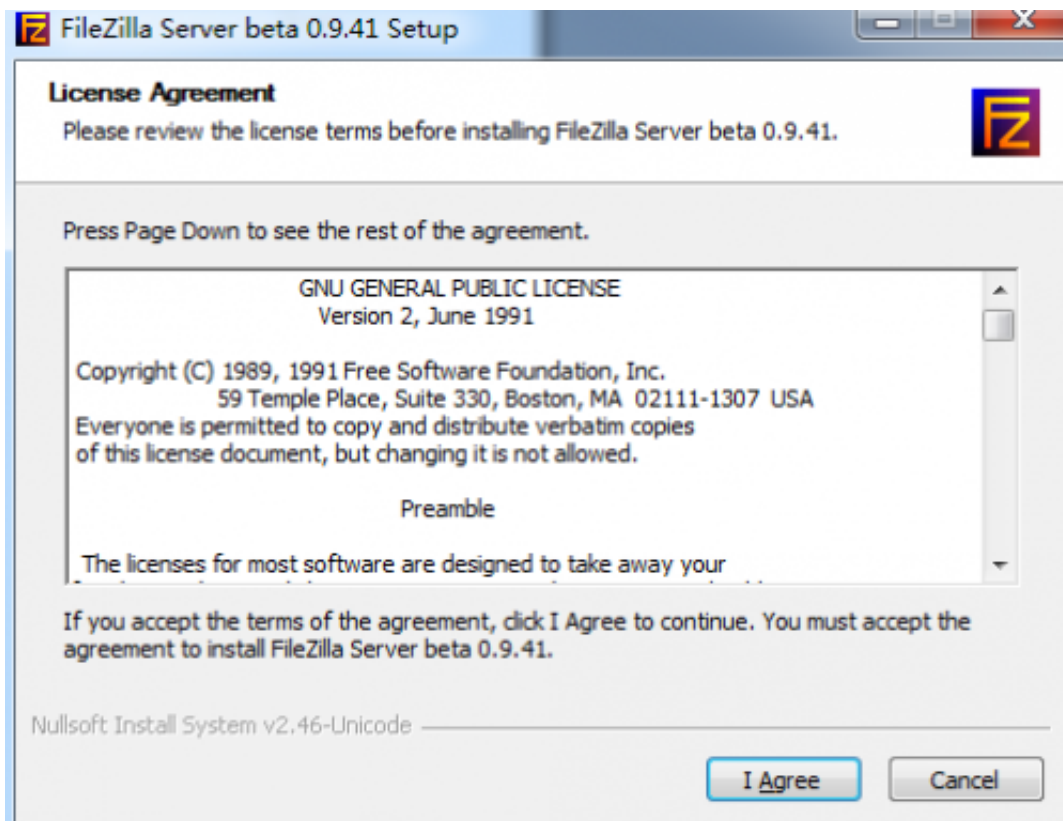 FileZilla Server beta 0.9.41 Setup
License Agreement
Please review the license terms before installing FileZilla Server beta 0.9.41.
Press Page Down to see the rest of the agreement.
GNU GENERAL PUBLIC LICENSE
Version 2, June 1991
Copyright (C) 1989, 1991 Free Software Foundation, Inc.
59 Temple Place, Suite 330, Boston, MA 02111-1307 USA
Everyone is permitted to copy and distribute verbatim copies
of this license document, but changing it is not allowed.
Preamble
The licenses for most software are designed to take away your
If you accept the terms of the agreement, click I Agree to continue. You must accept the
agreement to install FileZilla Server beta 0.9.41.
Nullsoft Install System v2.46-Unicode
I Agree
Cancel